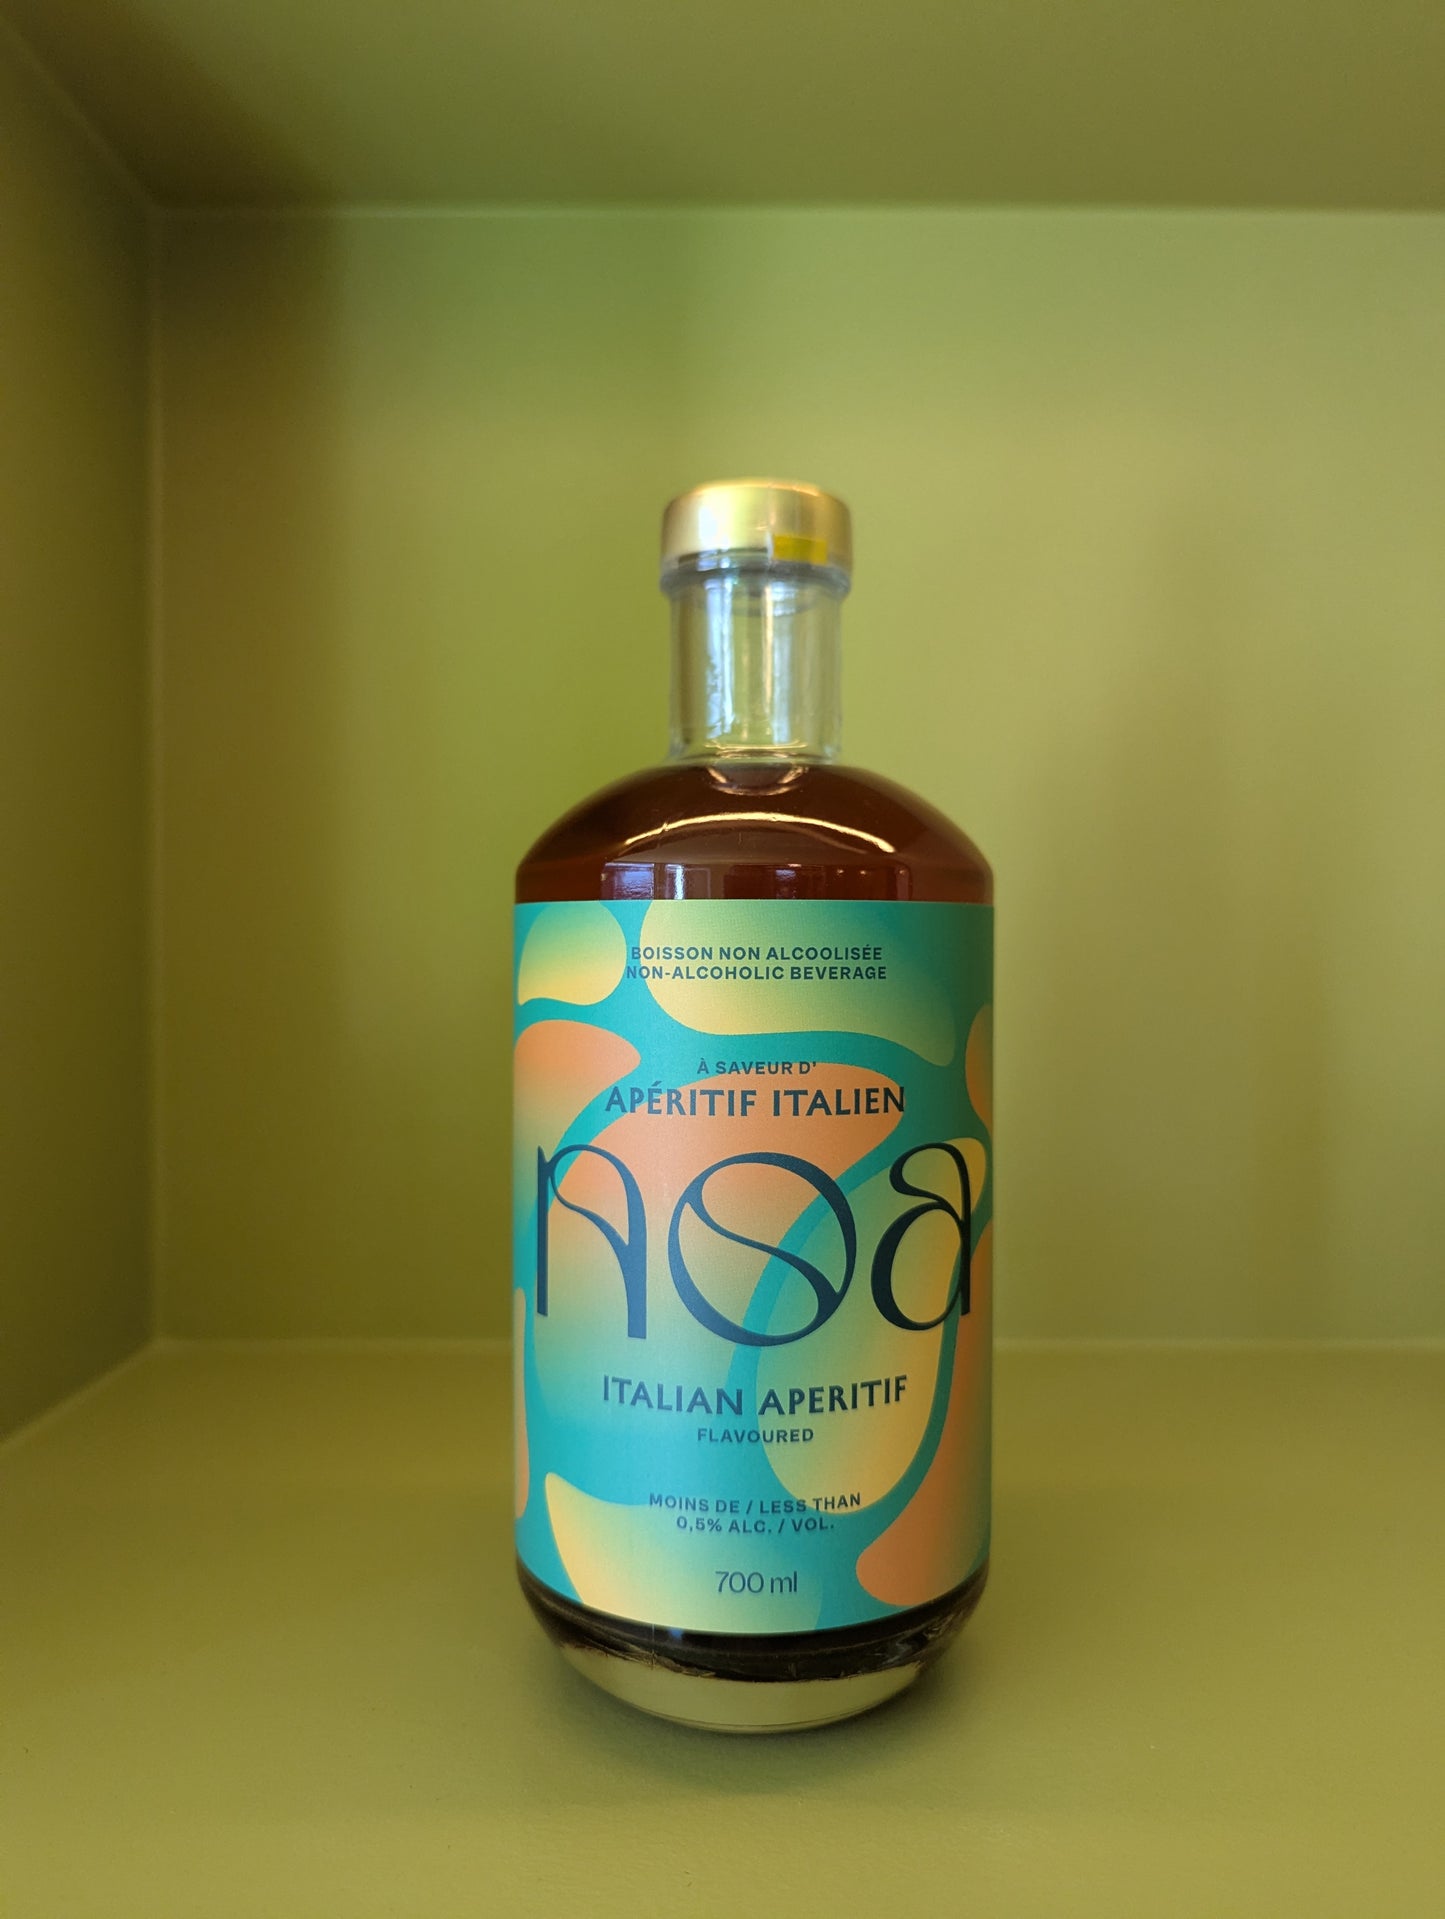 BOISSON NON ALCOOLISÉE
NON-ALCOHOLIC BEVERAGE
À SAVEUR D'
APÉRITIF ITALIEN
noa
ITALIAN APERITIF
FLAVOURED
MOINS DE / LESS THAN
0,5% ALC. / VOL.
700 ml